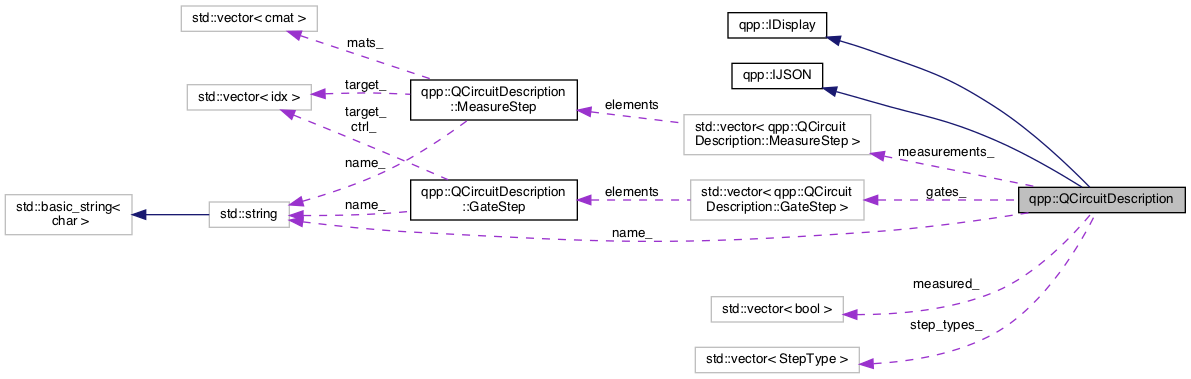 std::vector< cmat >
qpp::IDisplay
mats_
qpp::IJSON
target_
qpp::QCircuitDescription
::MeasureStep
std::vector< idx >
elements
target_
ctrl_
std::vector< qpp::QCircuit
Description::MeasureStep >
measurements_
name_
qpp::QCircuitDescription
::GateStep
elements
std::vector< qpp::QCircuit
Description::GateStep >
gates_
qpp::QCircuitDescription
std::basic_string<
char >
std::string
name_
name_
measured_
std::vector< bool >
step_types_
std::vector< StepType >